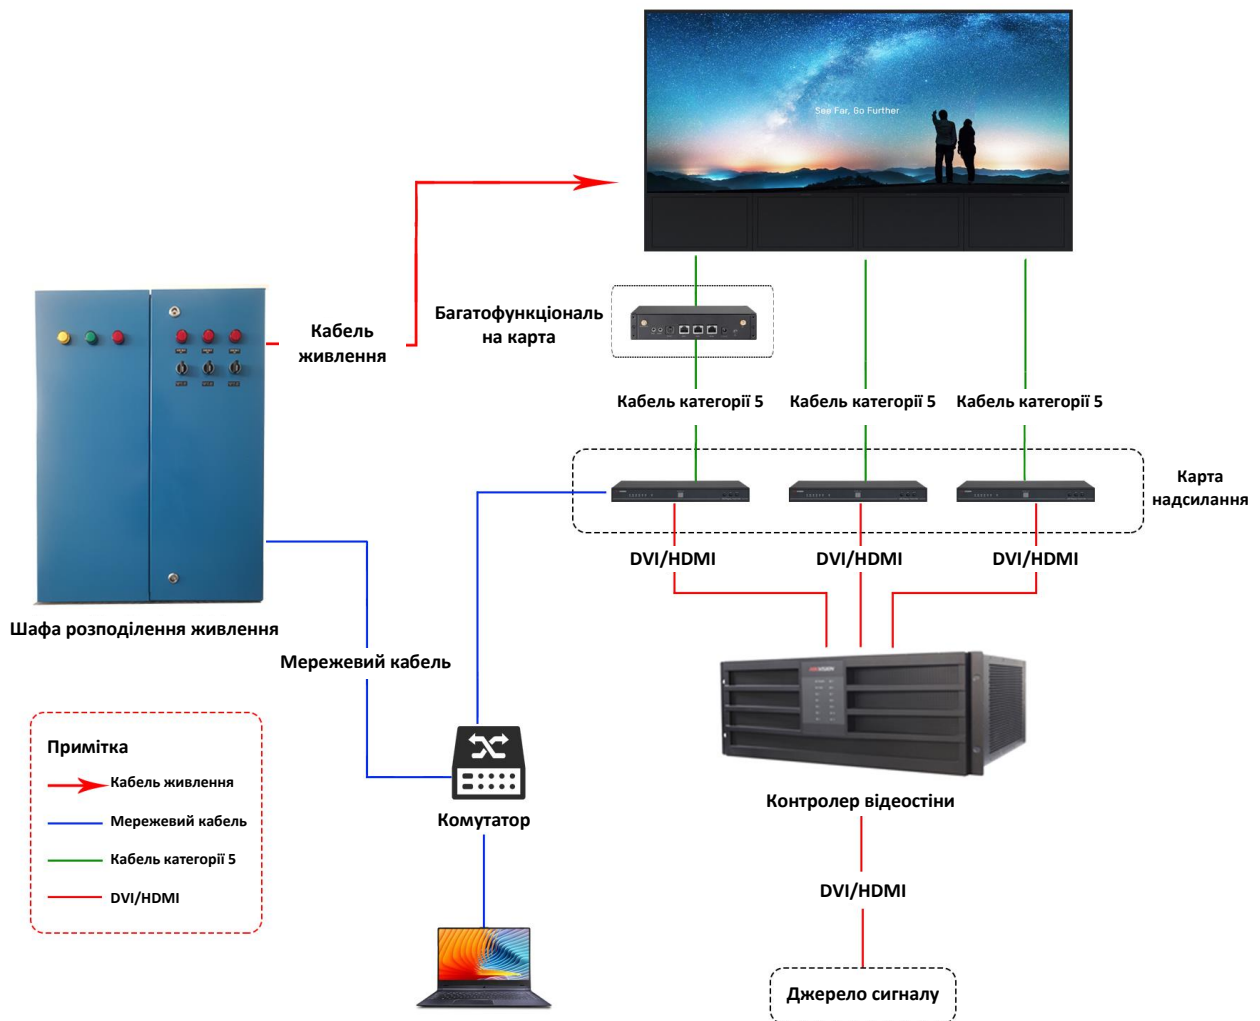 See Far, Go Further
Кабель
живлення
Багатофункціональ
на карта
Кабель категорії 5
Кабель категорії 5
Кабель категорії 5
Карта
надсилання
DVI/HDMI
DVI/HDMI
DVI/HDMI
Шафа розподілення живлення
Мережевий кабель
HIKVISION
Примітка
Кабель живлення
Мережевий кабель
Кабель категорії 5
DVI/HDMI
Комутатор
Контролер відеостіни
DVI/HDMI
Джерело сигналу